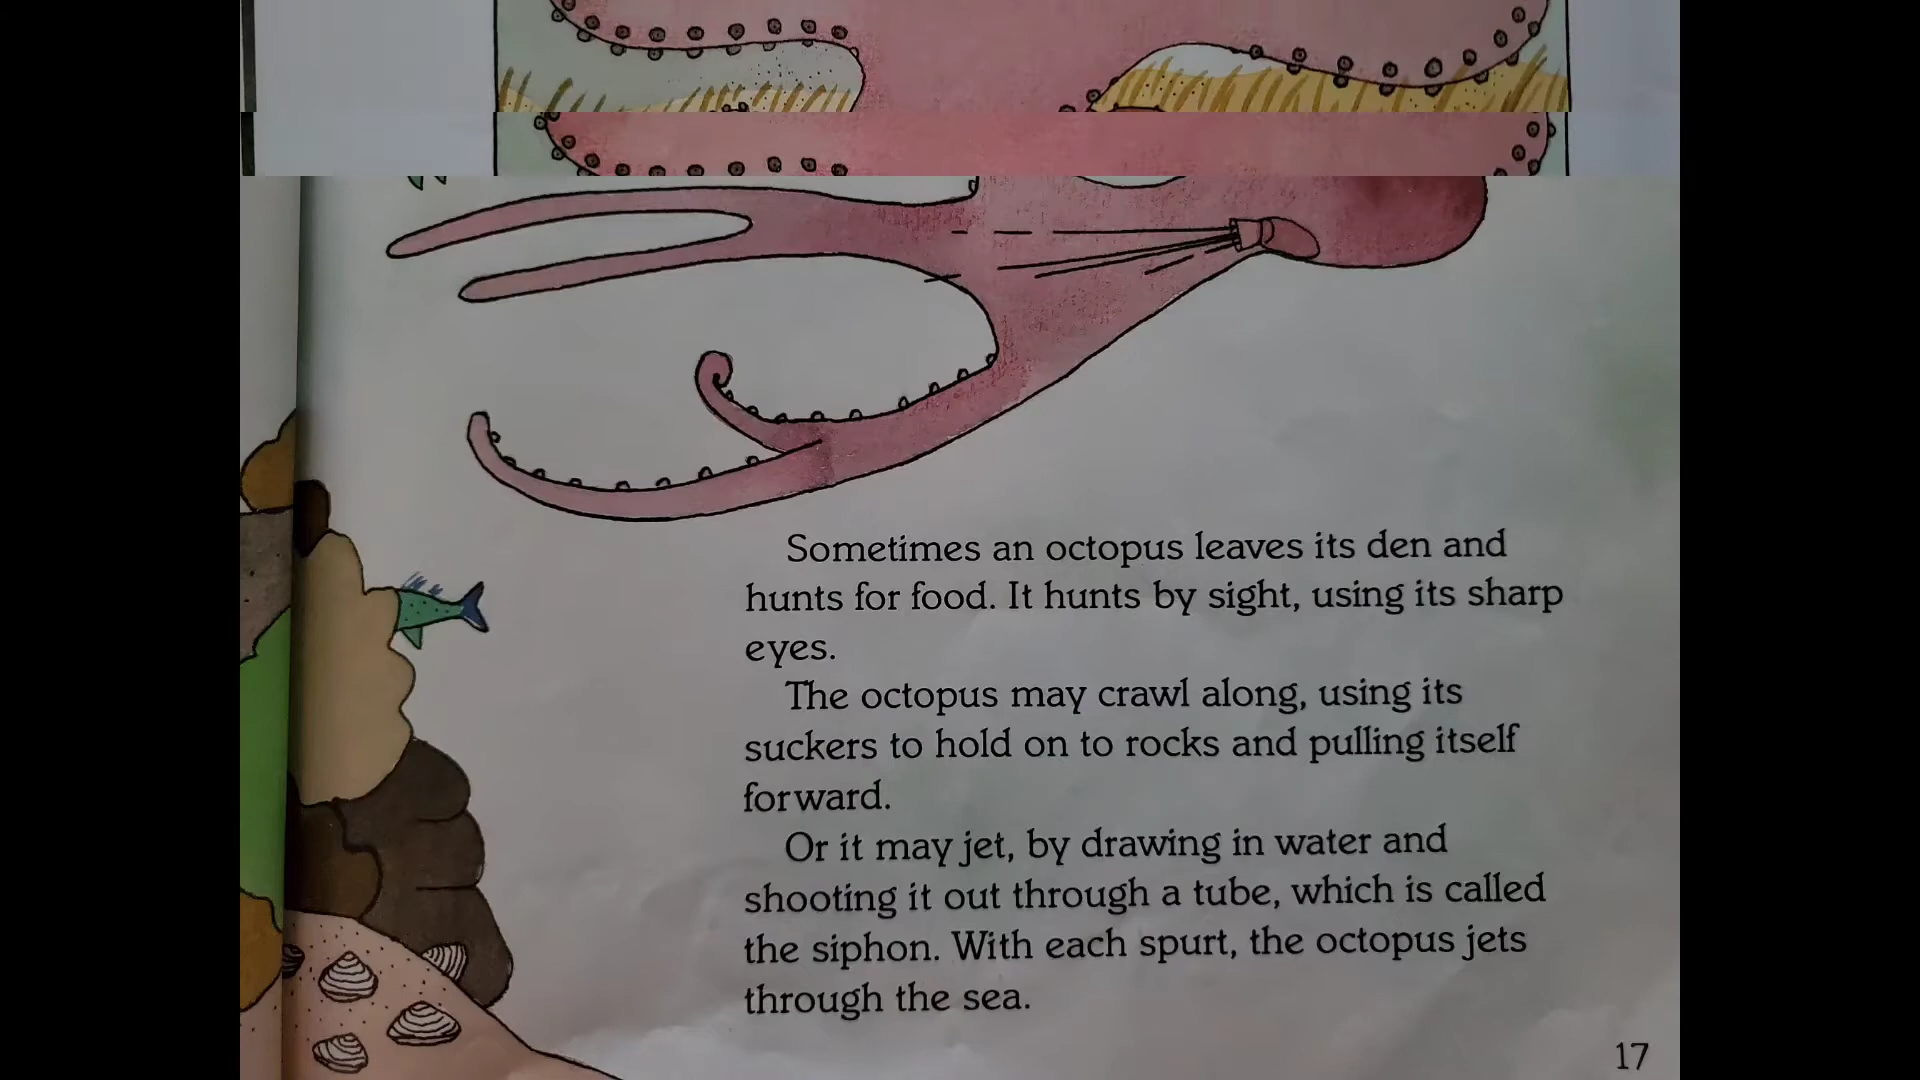 Sometimes an octopus leaves its den and
hunts for food. It hunts by sight, using its sharp
eyes.
The octopus may crawl along, using its
suckers to hold on to rocks and pulling itself
forward.
Or it may jet, by drawing in water and
shooting it out through a tube, which is called
the siphon. With each spurt, the octopus jets
through the sea.
17